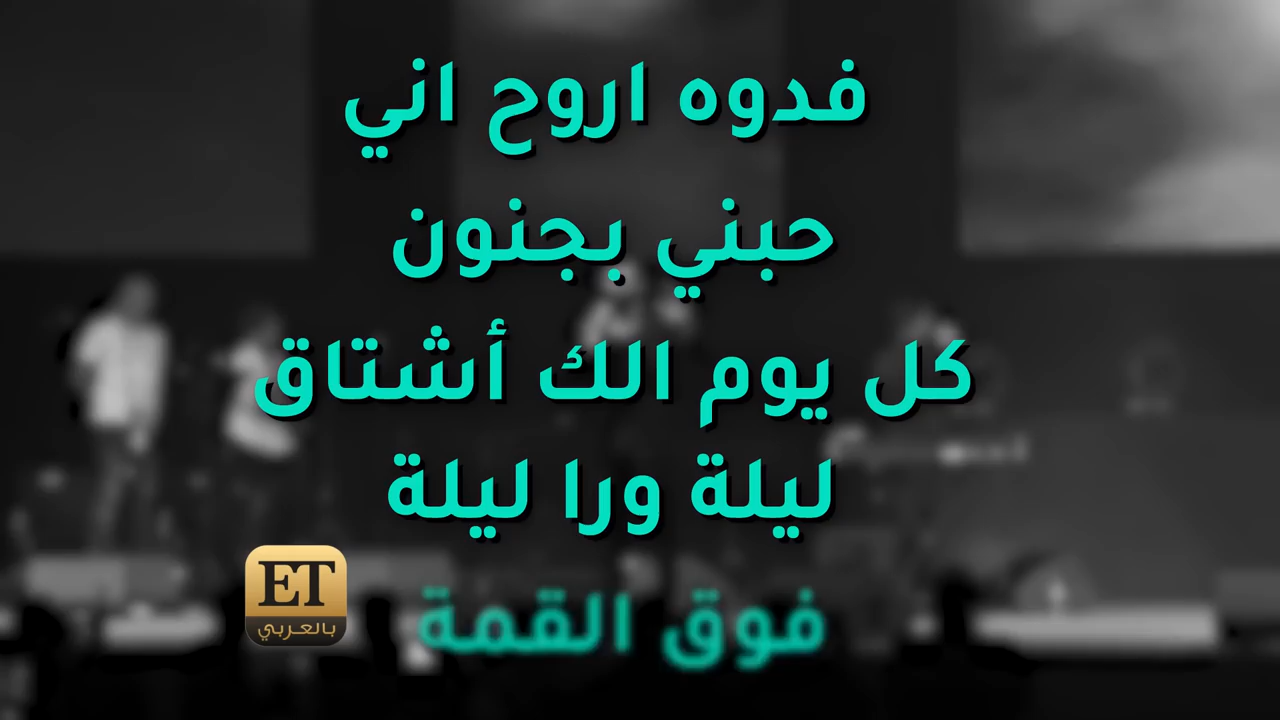 فدوه اروح اني
حبني بجنون
كل يوم الك أشتاق
ليلة ورا ليلة
فوق القمة
ET
بالعربي